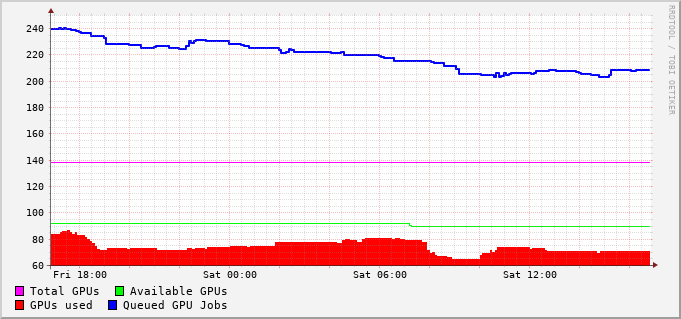 240
220
200
180
160
140
120
100
80
60
Fri 18:00 Sat 00:00 Sat 06:00 Sat 12:00
Total GPUs Available GPUs
GPUs used Queued GPU Jobs
RRDTOOL / TOBI OETIKER